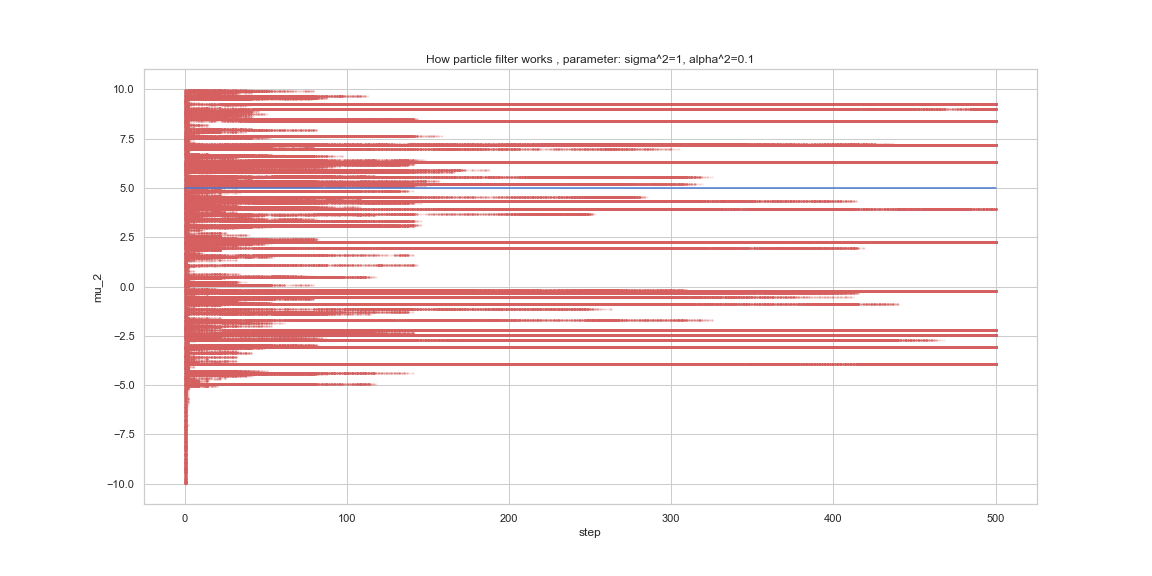 How particle filter works , parameter: sigma^2=1, alpha^2=0.1
10.0
7.5
5.0
2.5
0.0
−2.5
−5.0
−7.5
−10.0
mu_2
0 100 200 300 400 500
step